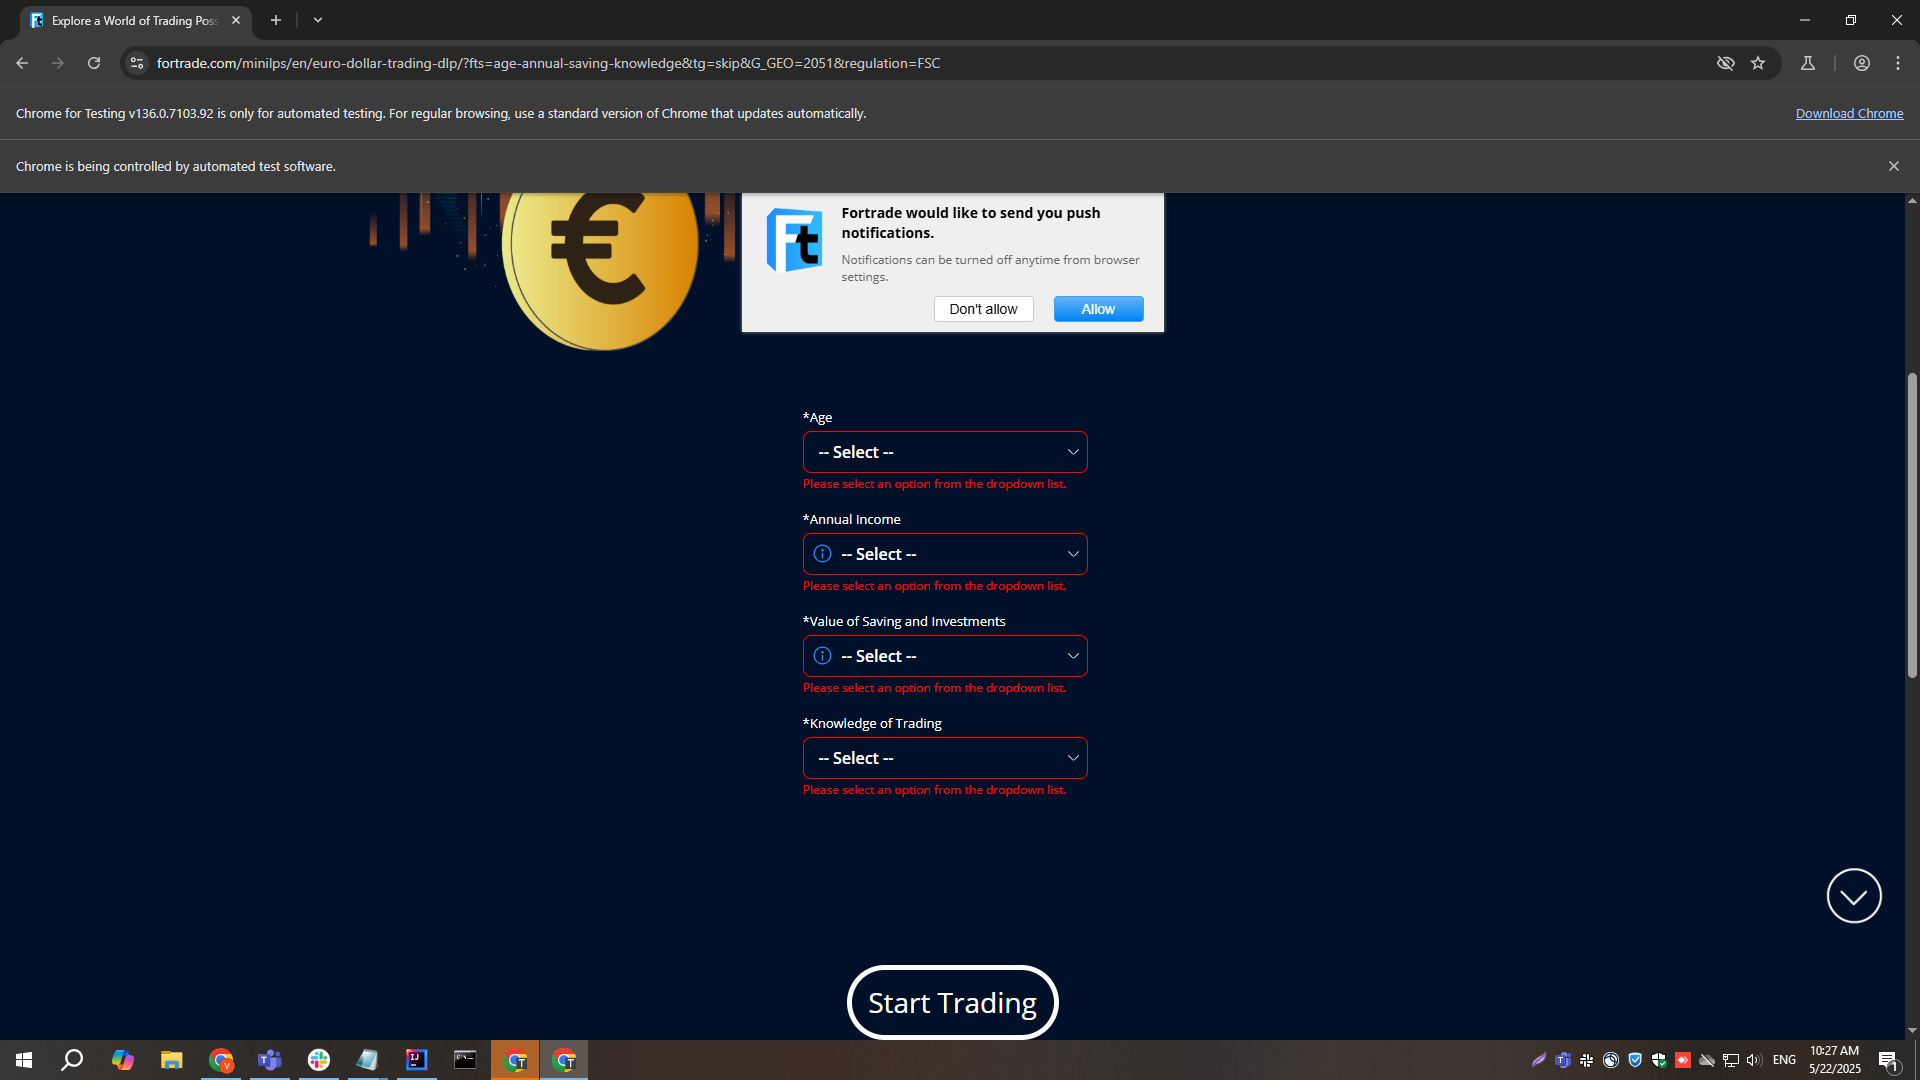 Explore a World of Trading Poss
fortrade.com/minilps/en/euro-dollar-trading-dlp/?fts=age-annual-saving-knowledge&tg=skip&G_GEO=2051&regulation=FSC
Chrome for Testing v136.0.7103.92 is only for automated testing. For regular browsing, use a standard version of Chrome that updates automatically.
Download Chrome
Chrome is being controlled by automated test software.
€
Ft
Fortrade would like to send you push
notifications.
Notifications can be turned off anytime from browser
settings.
Don't allow
Allow
*Age
-- Select --
Please select an option from the dropdown list.
*Annual Income
-- Select --
Please select an option from the dropdown list.
*Value of Saving and Investments
-- Select --
Please select an option from the dropdown list.
*Knowledge of Trading
-- Select --
Please select an option from the dropdown list.
Start Trading
ENG
10:27 AM
5/22/2025
1